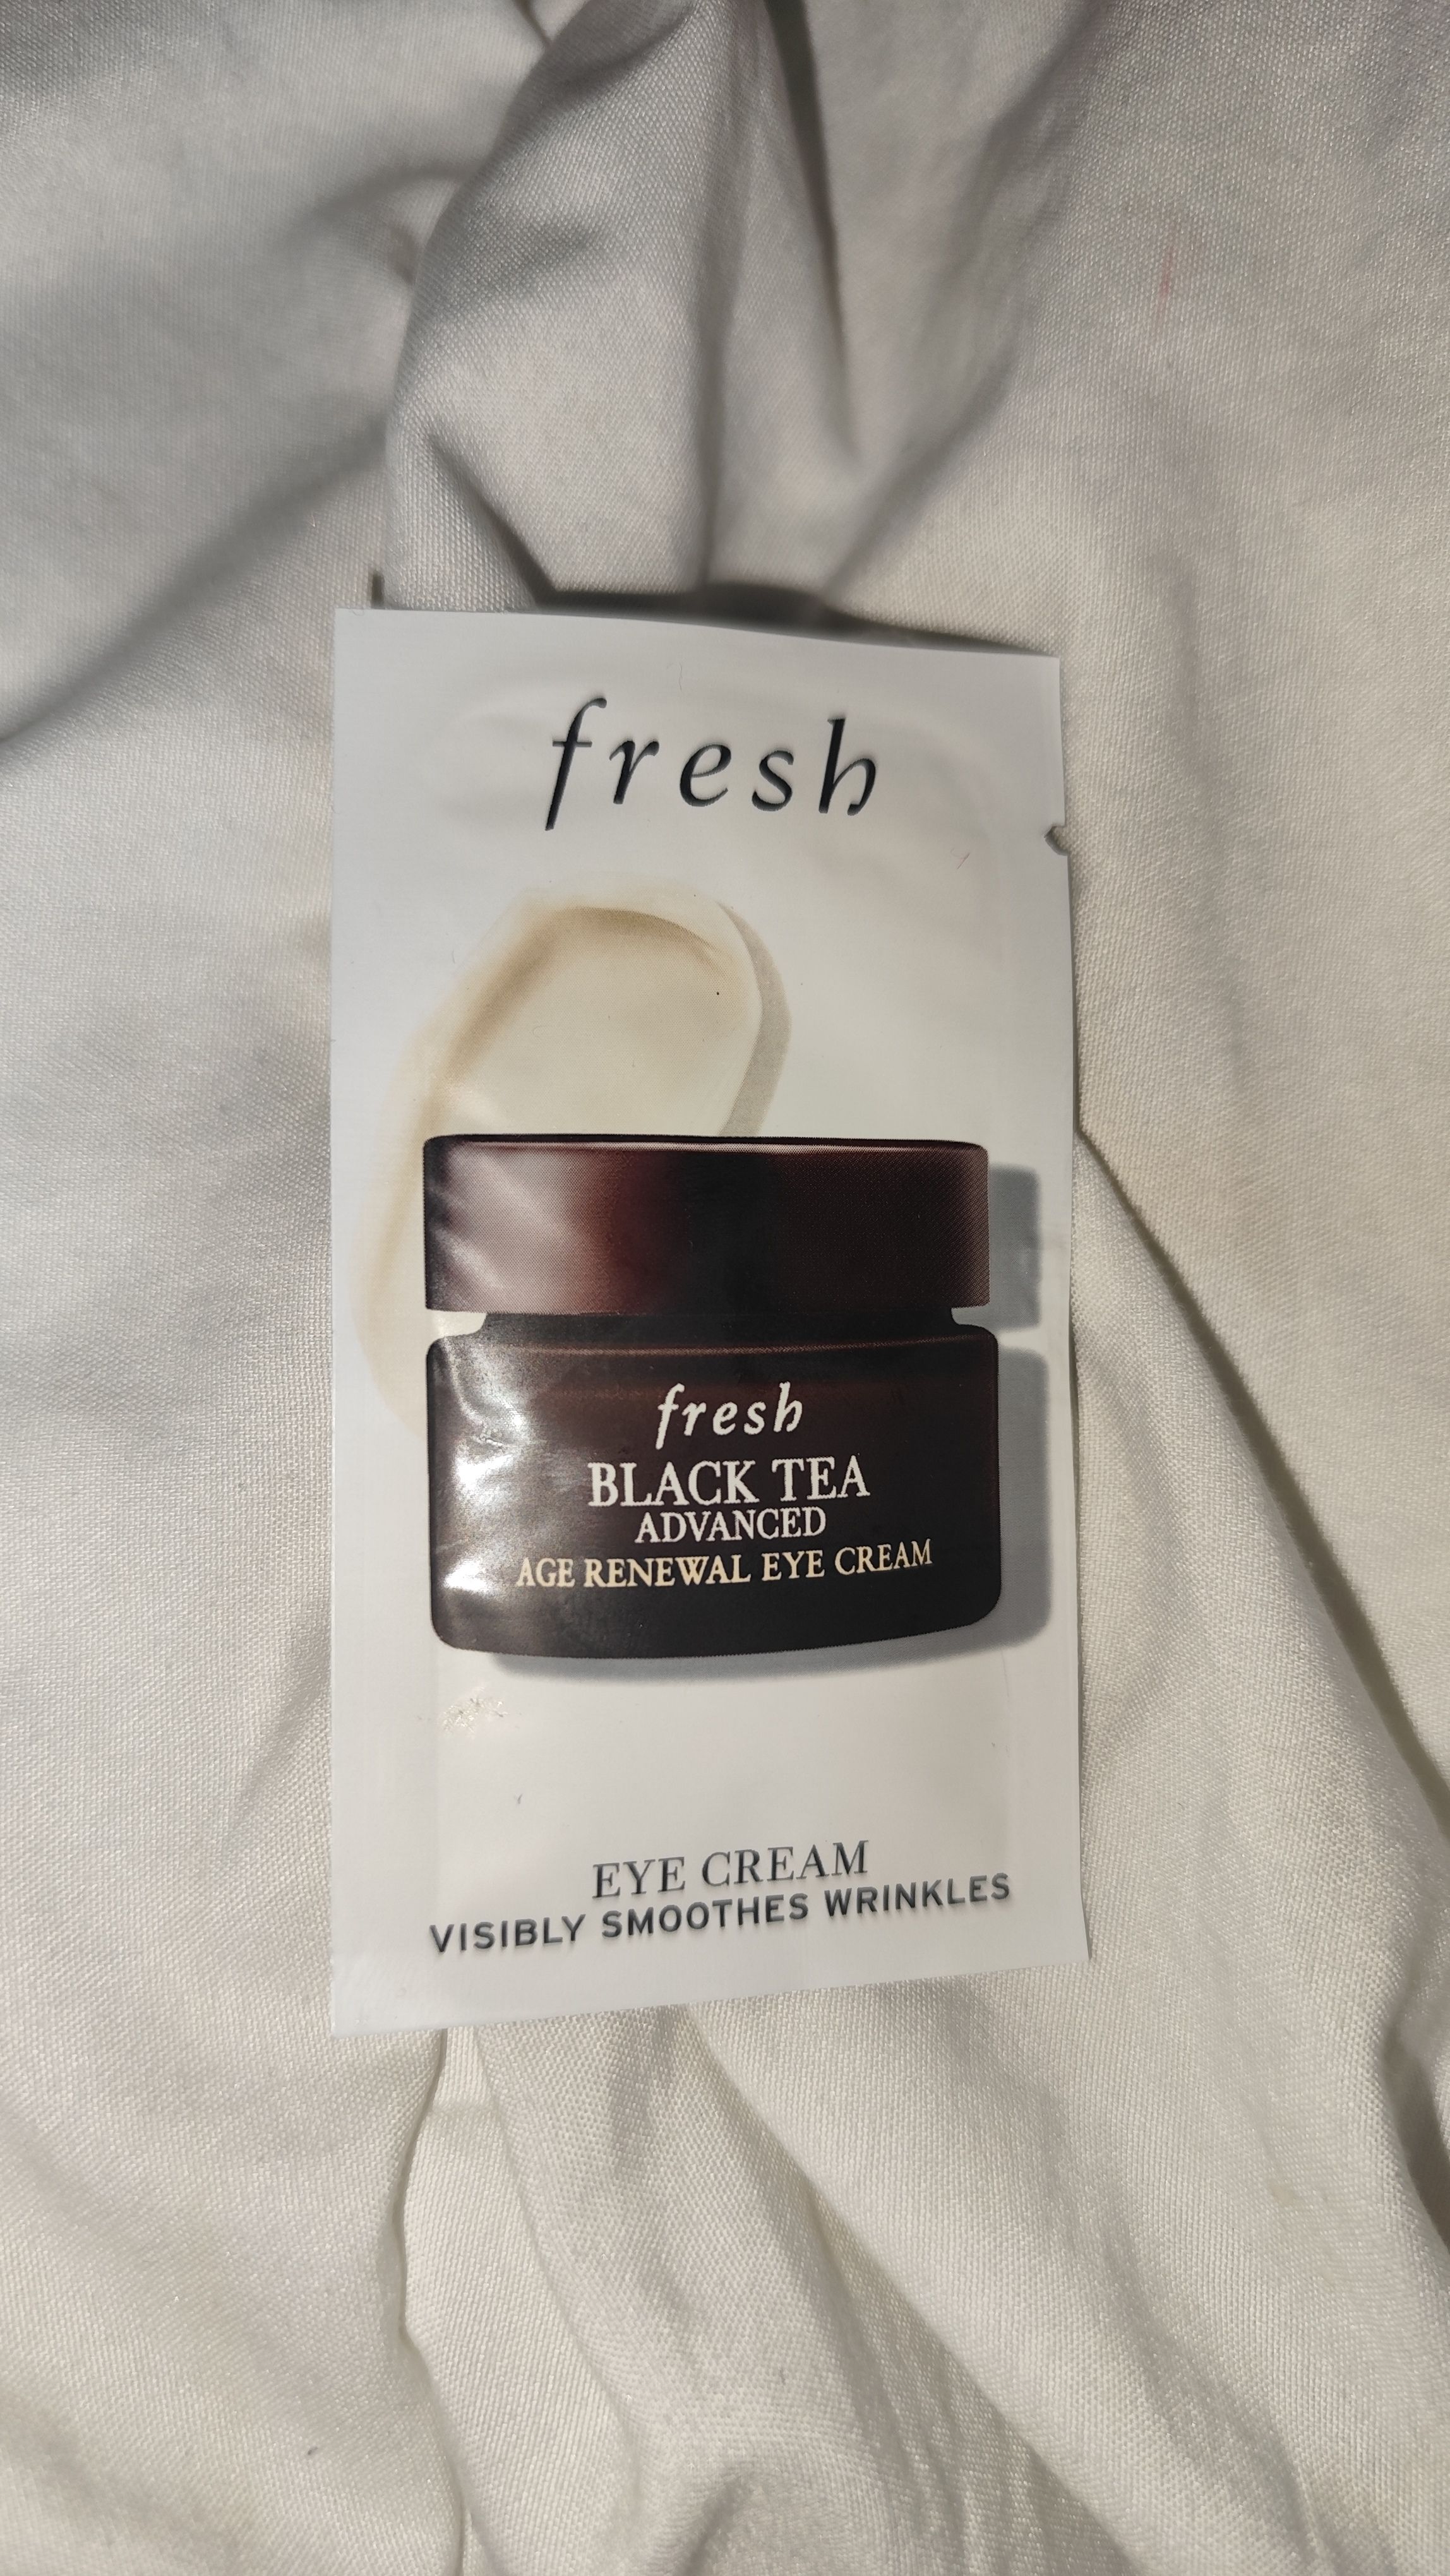 fresh
fresh
BLACK TEA
ADVANCED
AGE RENEWAL EYE CREAM
EYE CREAM
VISIBLY SMOOTHES WRINKLES